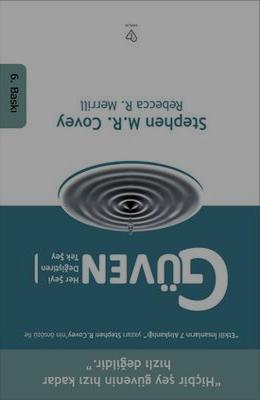 “Hiçbir şey güvenin hızı kadar
hızlı değildir.”
"Etkili İnsanların 7 Alışkanlığı" yazarı Stephen R.Covey'nin önsözü ile
GÜVEN
Her Şeyi
Değiştiren
Tek Şey
Stephen M.R. Covey
Rebecca R. Merrill
6. Baskı